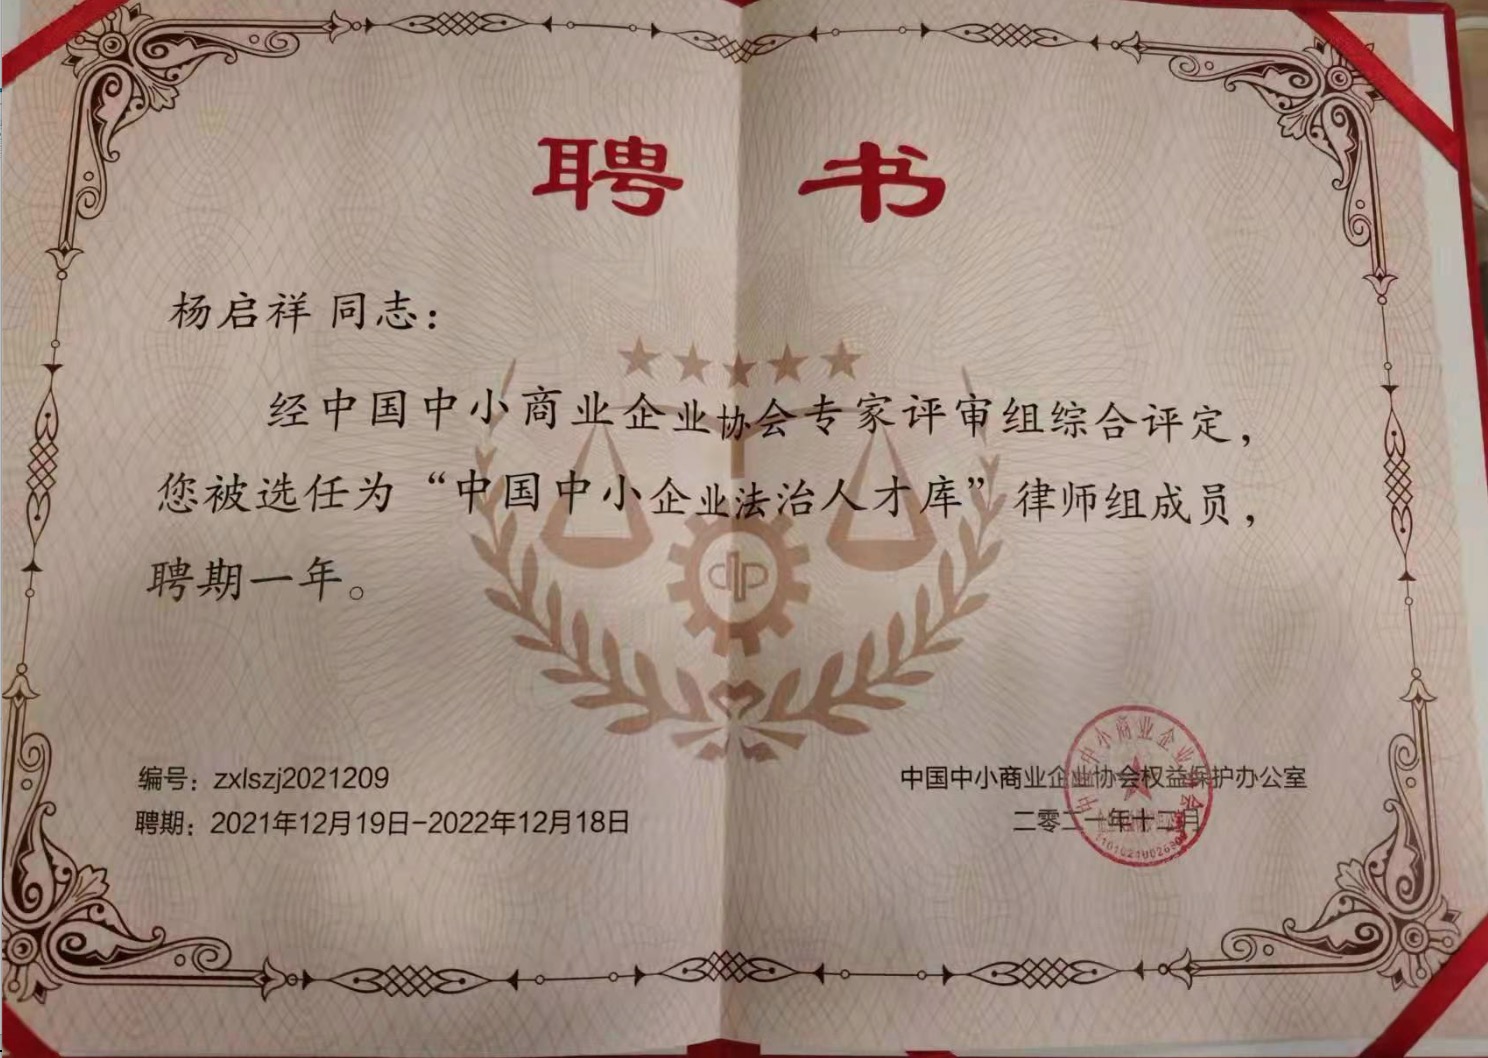 聘书
杨启祥 同志：
经中国中小商业企业协会专家评审组综合评定，
您被选任为“中国中小企业法治人才库”律师组成员，
聘期一年。
编号：zxlszj2021209
聘期：2021年12月19日-2022年12月18日
中国中小商业企业协会权益保护办公室
二零二一年十二月